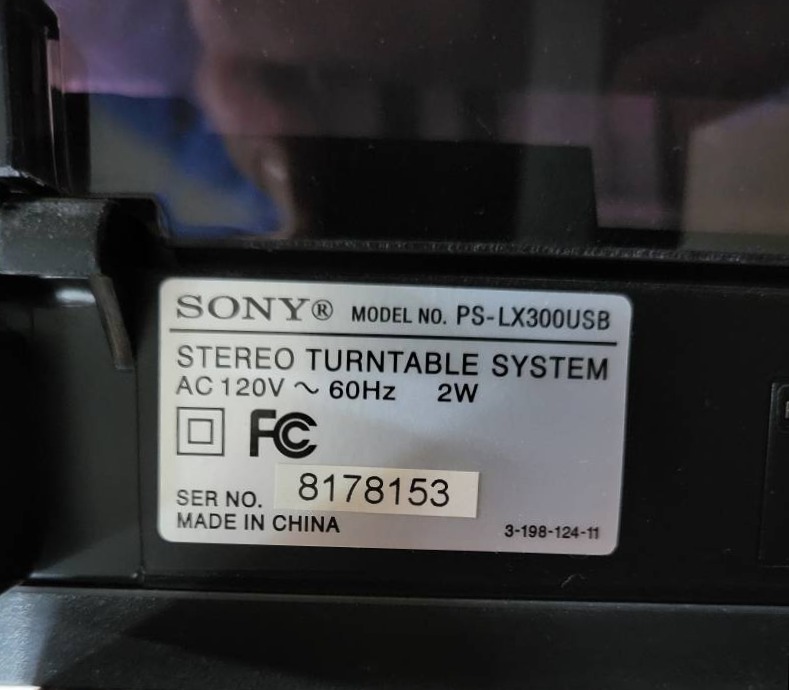 SONY® MODEL NO. PS-LX300USB
STEREO TURNTABLE SYSTEM
AC 120V ~ 60Hz 2W
FC
SER NO. 8178153
MADE IN CHINA
3-198-124-11